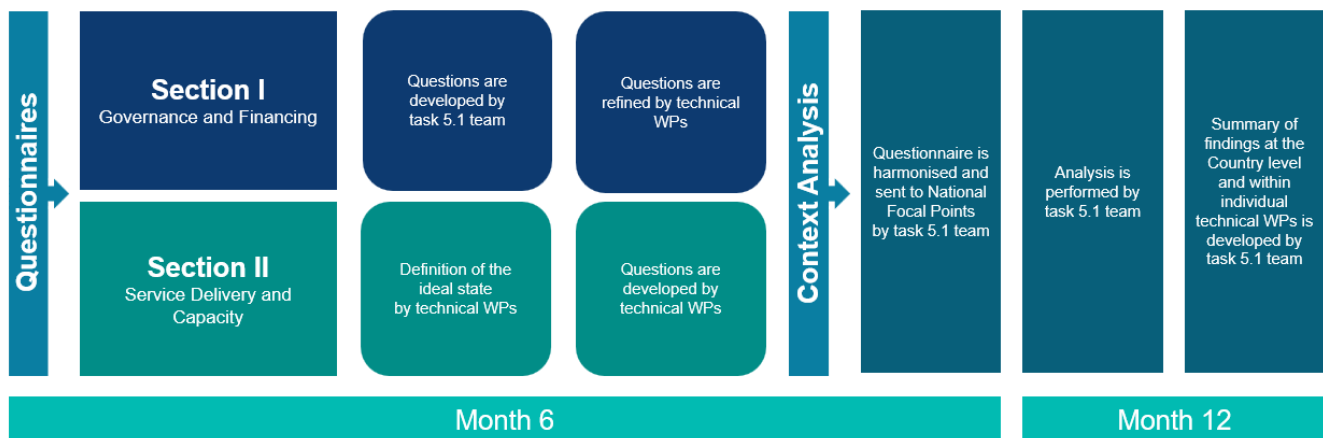 Questionnaires
Section I
Governance and Financing
Questions are
developed by
task 5.1 team
Questions are
refined by technical
WPs
Section II
Service Delivery and
Capacity
Definition of the
ideal state
by technical WPs
Questions are
developed by
technical WPs
Context Analysis
Questionnaire is
harmonised and
sent to National
Focal Points
by task 5.1 team
Analysis is
performed by
task 5.1 team
Summary of
findings at the
Country level
and within
individual
technical WPs is
developed by
task 5.1 team
Month 6
Month 12